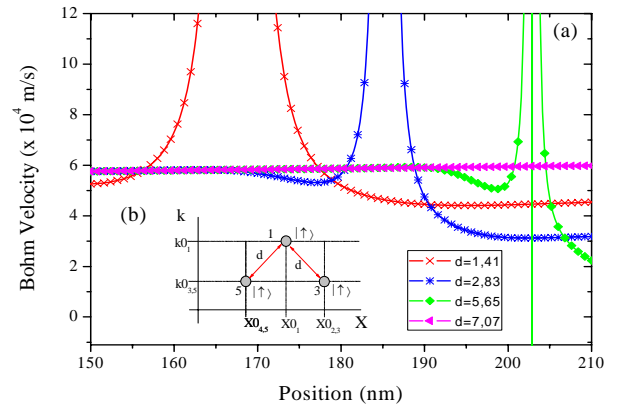 (a)
12
10
8
6
4
2
0
Bohm Velocity (x 10⁴ m/s)
(b)
k
1 |↑⟩
k0₁
d d
k0₃,₅
5 |↑⟩ 3 |↑⟩
X0₄,₅ X0₁ X0₂,₃ X
d=1,41
d=2,83
d=5,65
d=7,07
150 160 170 180 190 200 210
Position (nm)